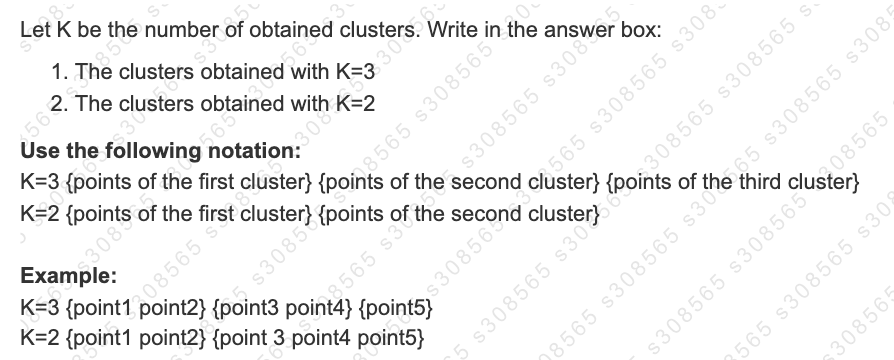 Let K be the number of obtained clusters. Write in the answer box:
1. The clusters obtained with K=3
2. The clusters obtained with K=2
Use the following notation:
K=3 {points of the first cluster} {points of the second cluster} {points of the third cluster}
K=2 {points of the first cluster} {points of the second cluster}
Example:
K=3 {point1 point2} {point3 point4} {point5}
K=2 {point1 point2} {point 3 point4 point5}
s308565